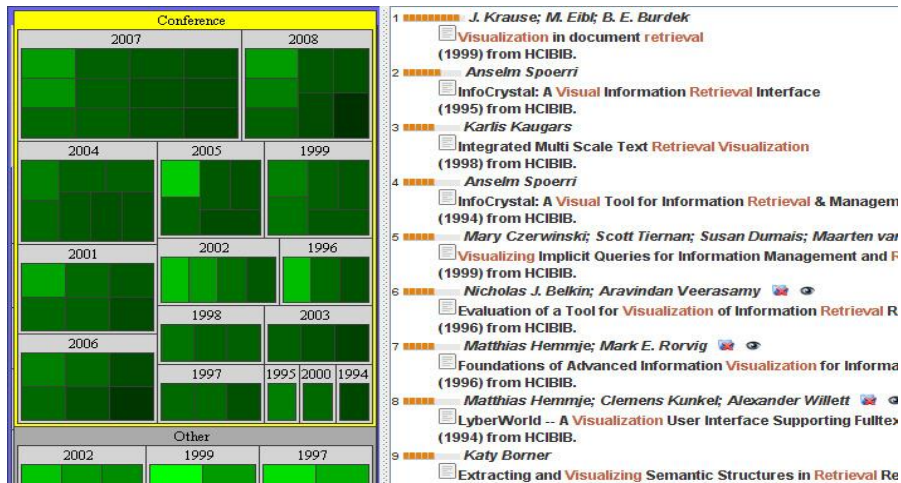 Conference
2007 2008
2004 2005 1999
2001 2002 1996
1998 2003
2006 1997 1995 2000 1994
Other
2002 1999 1997
1 J. Krause; M. Eibl; B. E. Burdek
Visualization in document retrieval
(1999) from HCIBIB.
2 Anselm Spoerri
InfoCrystal: A Visual Information Retrieval Interface
(1995) from HCIBIB.
3 Karlis Kaugars
Integrated Multi Scale Text Retrieval Visualization
(1998) from HCIBIB.
4 Anselm Spoerri
InfoCrystal: A Visual Tool for Information Retrieval & Managem
(1994) from HCIBIB.
5 Mary Czerwinski; Scott Tiernan; Susan Dumais; Maarten van
Visualizing Implicit Queries for Information Management and R
(1999) from HCIBIB.
6 Nicholas J. Belkin; Aravindan Veerasamy
Evaluation of a Tool for Visualization of Information Retrieval R
(1996) from HCIBIB.
7 Matthias Hemmje; Mark E. Rorvig
Foundations of Advanced Information Visualization for Informa
(1996) from HCIBIB.
8 Matthias Hemmje; Clemens Kunkel; Alexander Willett
LyberWorld -- A Visualization User Interface Supporting Fulltex
(1994) from HCIBIB.
9 Katy Borner
Extracting and Visualizing Semantic Structures in Retrieval Re